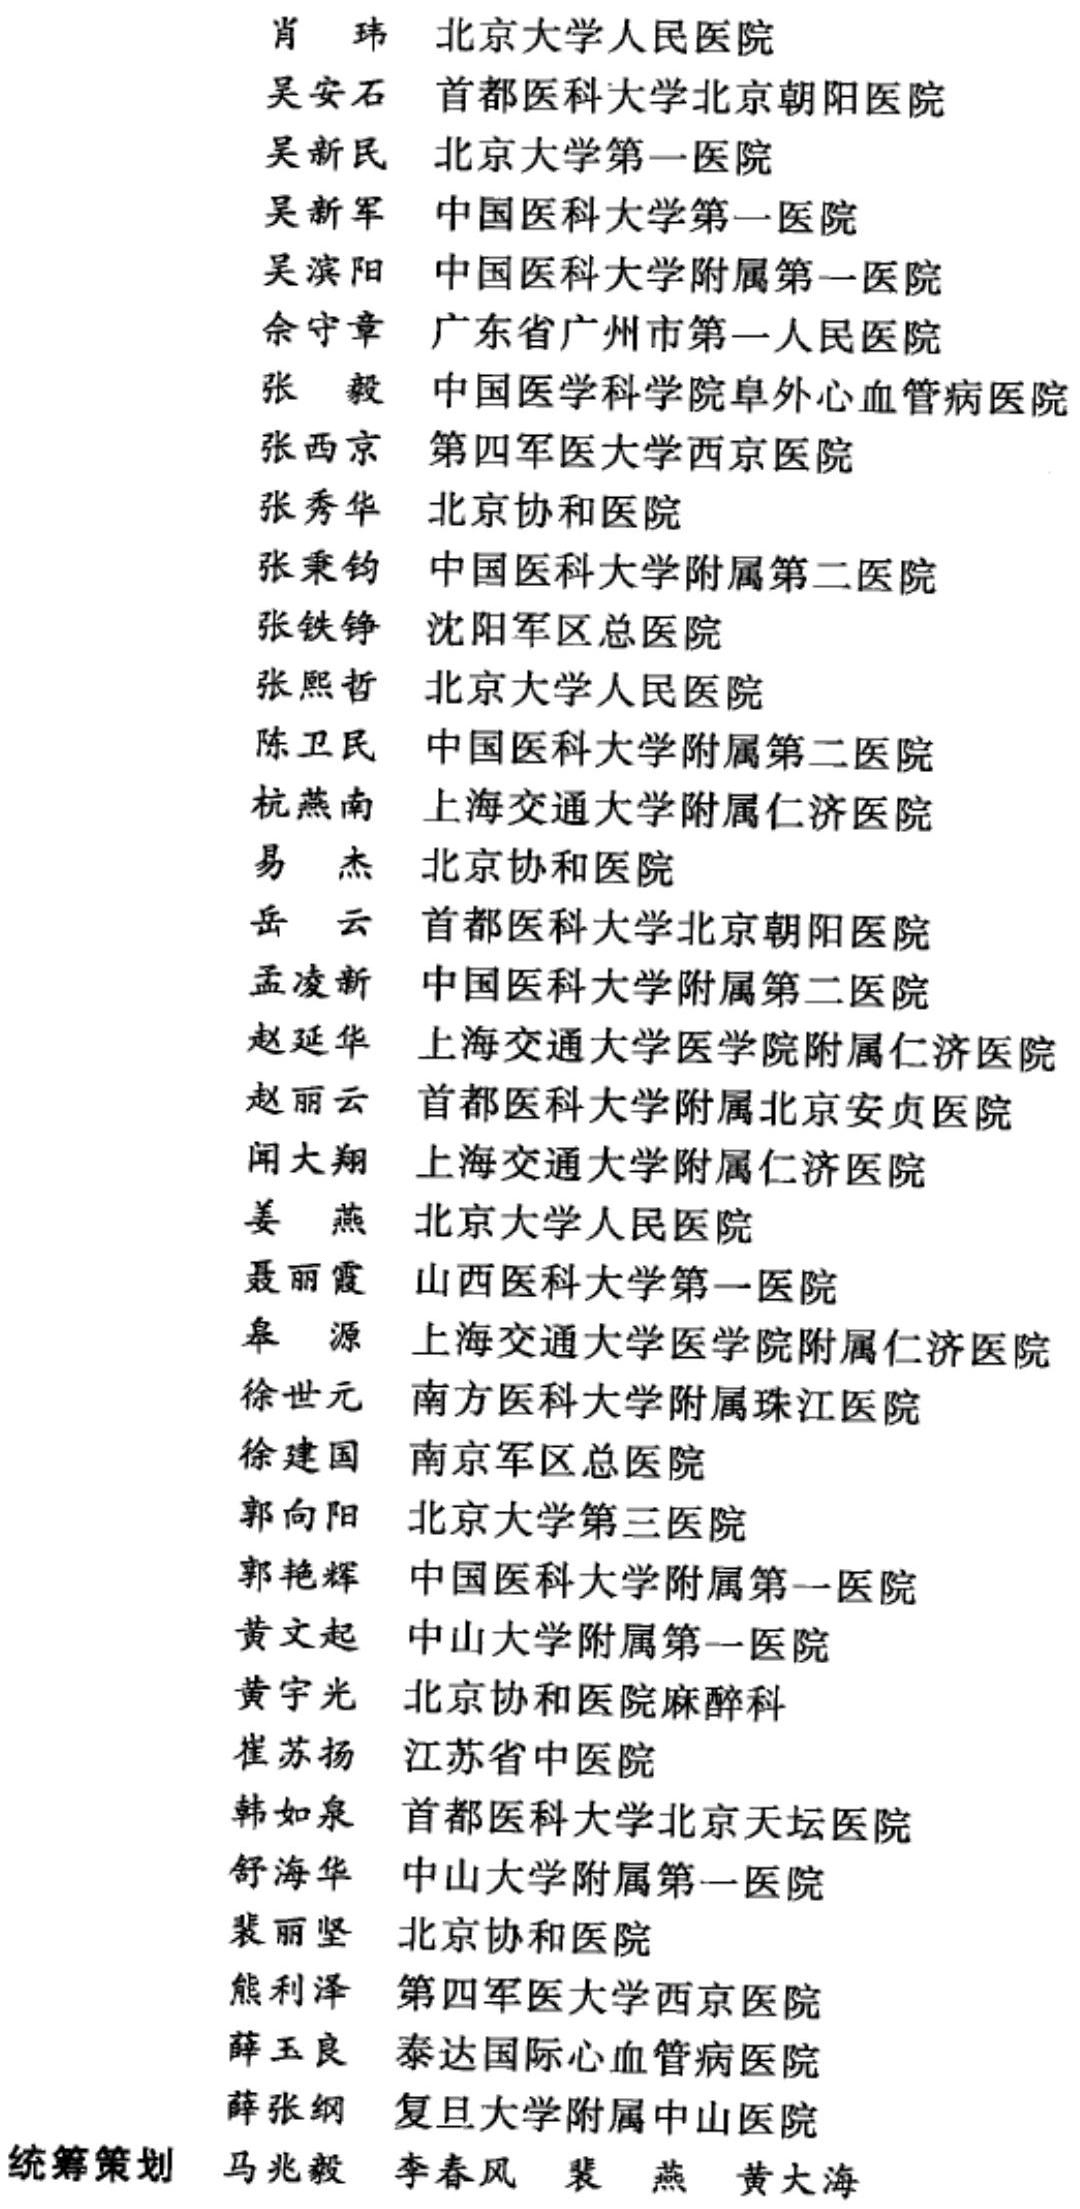 肖　玮　北京大学人民医院
吴安石　首都医科大学北京朝阳医院
吴新民　北京大学第一医院
吴新军　中国医科大学第一医院
吴滨阳　中国医科大学附属第一医院
佘守章　广东省广州市第一人民医院
张　毅　中国医学科学院阜外心血管病医院
张西京　第四军医大学西京医院
张秀华　北京协和医院
张秉钧　中国医科大学附属第二医院
张铁铮　沈阳军区总医院
张熙哲　北京大学人民医院
陈卫民　中国医科大学附属第二医院
杭燕南　上海交通大学附属仁济医院
易　杰　北京协和医院
岳　云　首都医科大学北京朝阳医院
孟凌新　中国医科大学附属第二医院
赵延华　上海交通大学医学院附属仁济医院
赵丽云　首都医科大学附属北京安贞医院
闻大翔　上海交通大学附属仁济医院
姜　燕　北京大学人民医院
聂丽霞　山西医科大学第一医院
皋　源　上海交通大学医学院附属仁济医院
徐世元　南方医科大学附属珠江医院
徐建国　南京军区总医院
郭向阳　北京大学第三医院
郭艳辉　中国医科大学附属第一医院
黄文起　中山大学附属第一医院
黄宇光　北京协和医院麻醉科
崔苏扬　江苏省中医院
韩如泉　首都医科大学北京天坛医院
舒海华　中山大学附属第一医院
裴丽坚　北京协和医院
熊利泽　第四军医大学西京医院
薛玉良　泰达国际心血管病医院
薛张纲　复旦大学附属中山医院
统筹策划　马兆毅　李春风　裴　燕　黄大海